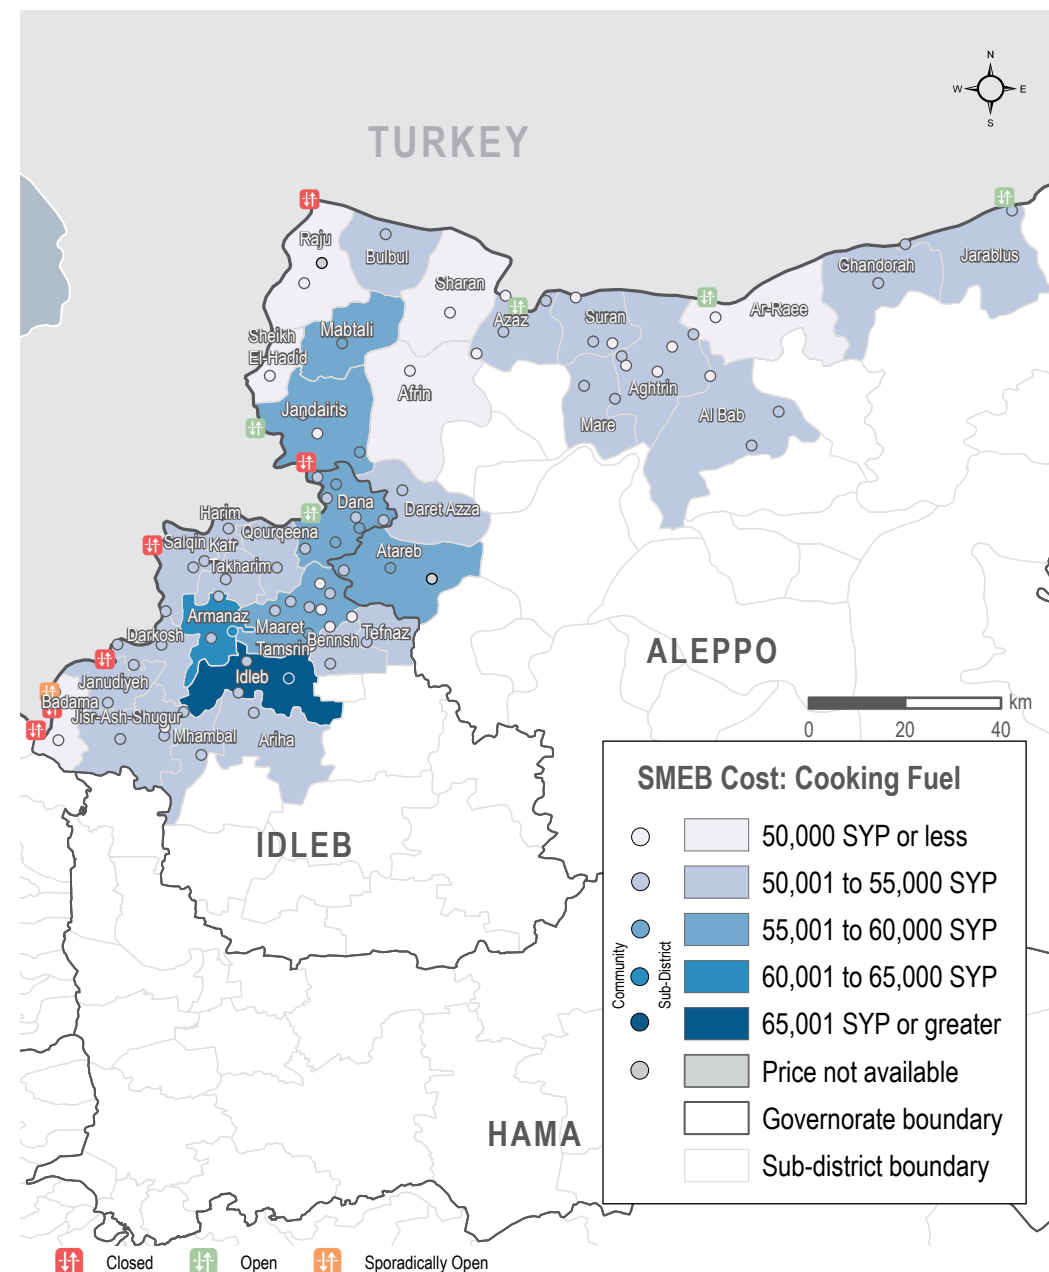 N
W E
S
TURKEY
Raju
Bulbul
Sharan
Ghandorah
Jarablus
Ar-Raee
Azaz
Suran
Sheikh
El-Hadid
Mabtali
Afrin
Aghtrin
Jandairis
Mare
Al Bab
Dana
Daret Azza
Harim
Qourqeena
Salqin
Kafr
Takharim
Atareb
Armanaz
Maaret
Tamsrin
Bennsh
Tefnaz
Darkosh
Janudiyeh
Idleb
Badama
Jisr-Ash-Shugur
Mhambal
Ariha
ALEPPO
km
0 20 40
IDLEB
HAMA
SMEB Cost: Cooking Fuel
Community
Sub-District
50,000 SYP or less
50,001 to 55,000 SYP
55,001 to 60,000 SYP
60,001 to 65,000 SYP
65,001 SYP or greater
Price not available
Governorate boundary
Sub-district boundary
Closed Open Sporadically Open